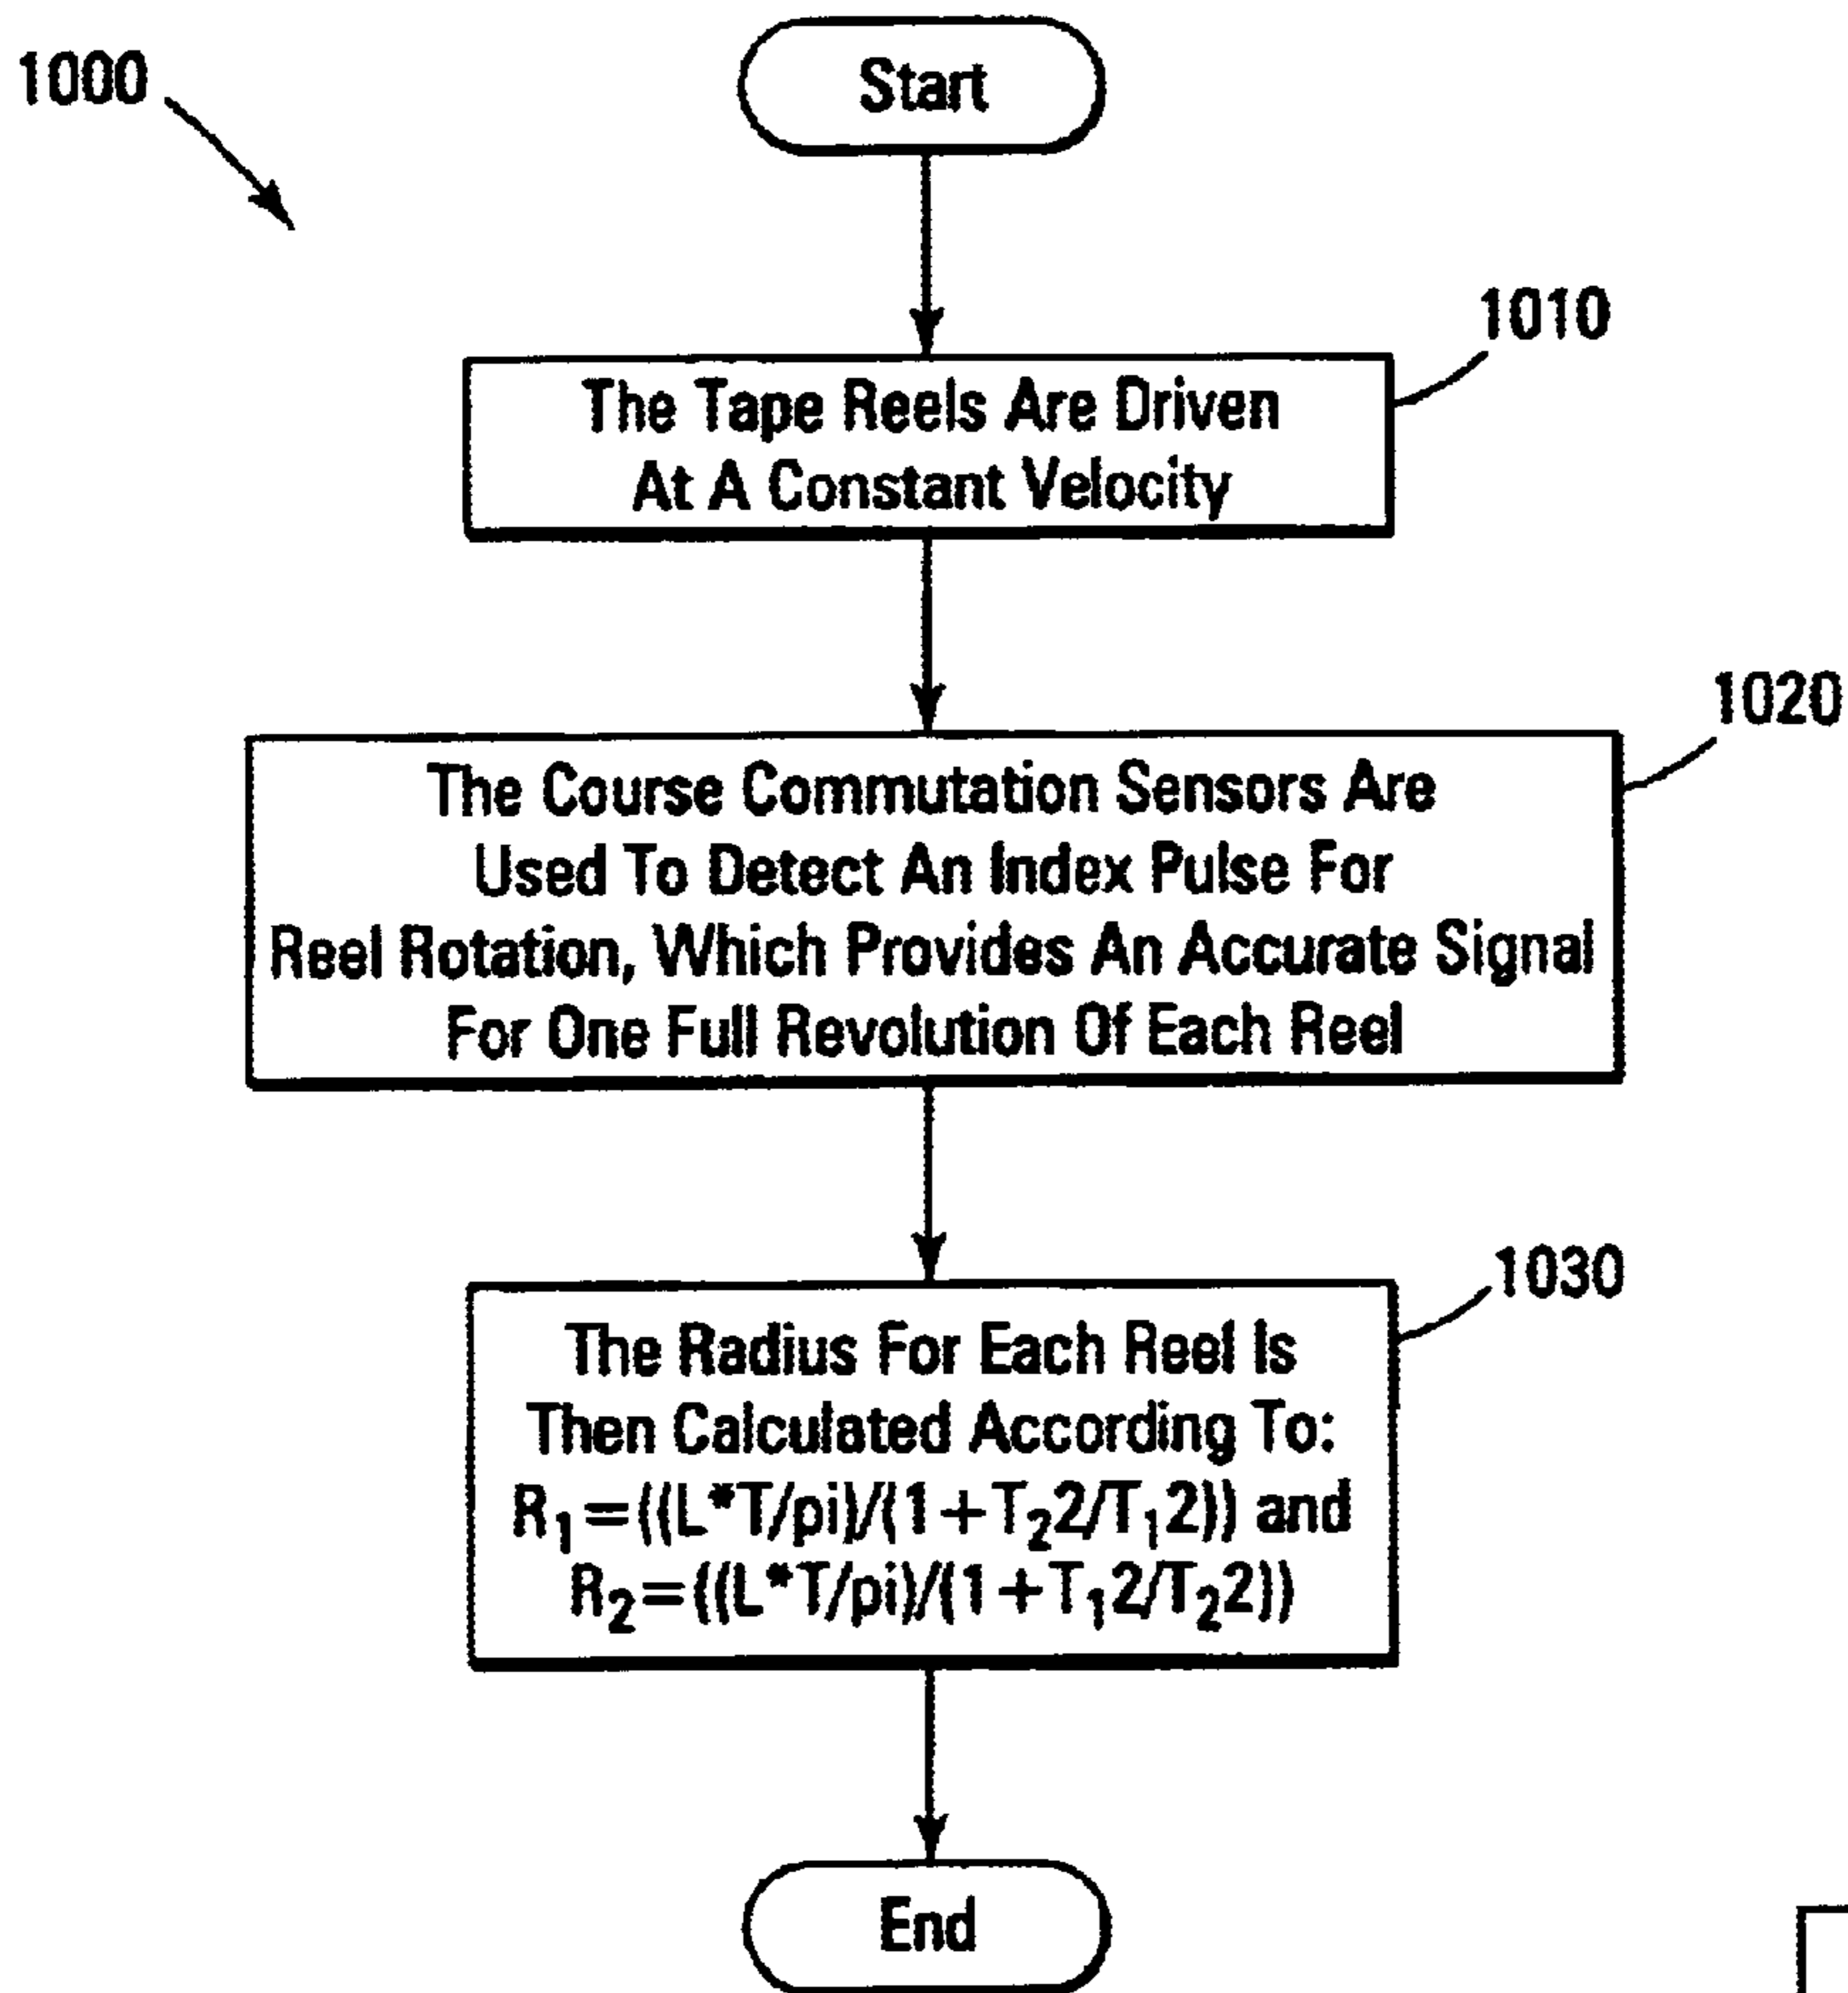 1000
Start
1010
The Tape Reels Are Driven
At A Constant Velocity
1020
The Course Commutation Sensors Are
Used To Detect An Index Pulse For
Reel Rotation, Which Provides An Accurate Signal
For One Full Revolution Of Each Reel
1030
The Radius For Each Reel Is
Then Calculated According To:
R₁=((L*T/pi)/(1+T₂2/T₁2)) and
R₂=((L*T/pi)/(1+T₁2/T₂2))
End